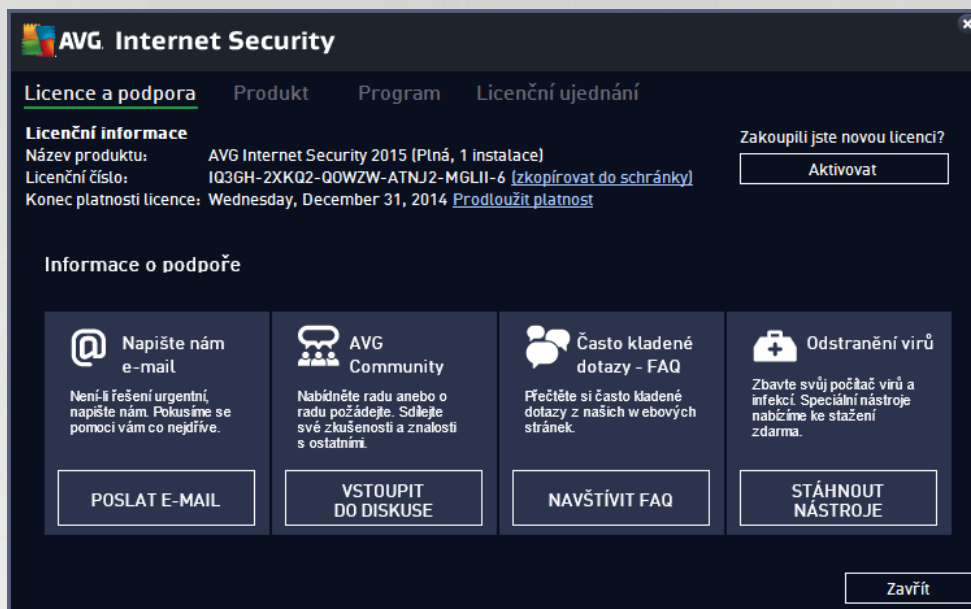 AVG. Internet Security
Licence a podpora Produkt Program Licenční ujednání
Licenční informace
Název produktu: AVG Internet Security 2015 (Plná, 1 instalace)
Licenční číslo: IQ3GH-2XKQ2-QOWZW-ATNJ2-MGLII-6 (zkopírovat do schránky)
Konec platnosti licence: Wednesday, December 31, 2014 Prodloužit platnost
Zakoupili jste novou licenci?
Aktivovat
Informace o podpoře
Napište nám
e-mail
Není-li řešení urgentní,
napište nám. Pokusíme se
pomoci vám co nejdříve.
POSLAT E-MAIL
AVG
Community
Nabídněte radu anebo o
radu požádejte. Sdílejte
své zkušenosti a znalosti
s ostatními.
VSTOUPIT
DO DISKUSE
Často kladené
dotazy - FAQ
Přečtěte si často kladené
dotazy z našich webových
stránek.
NAVŠTÍVIT FAQ
Odstranění virů
Zbavte svůj počítač virů a
infekcí. Speciální nástroje
nabízíme ke stažení
zdarma.
STÁHNOUT
NÁSTROJE
Zavřít